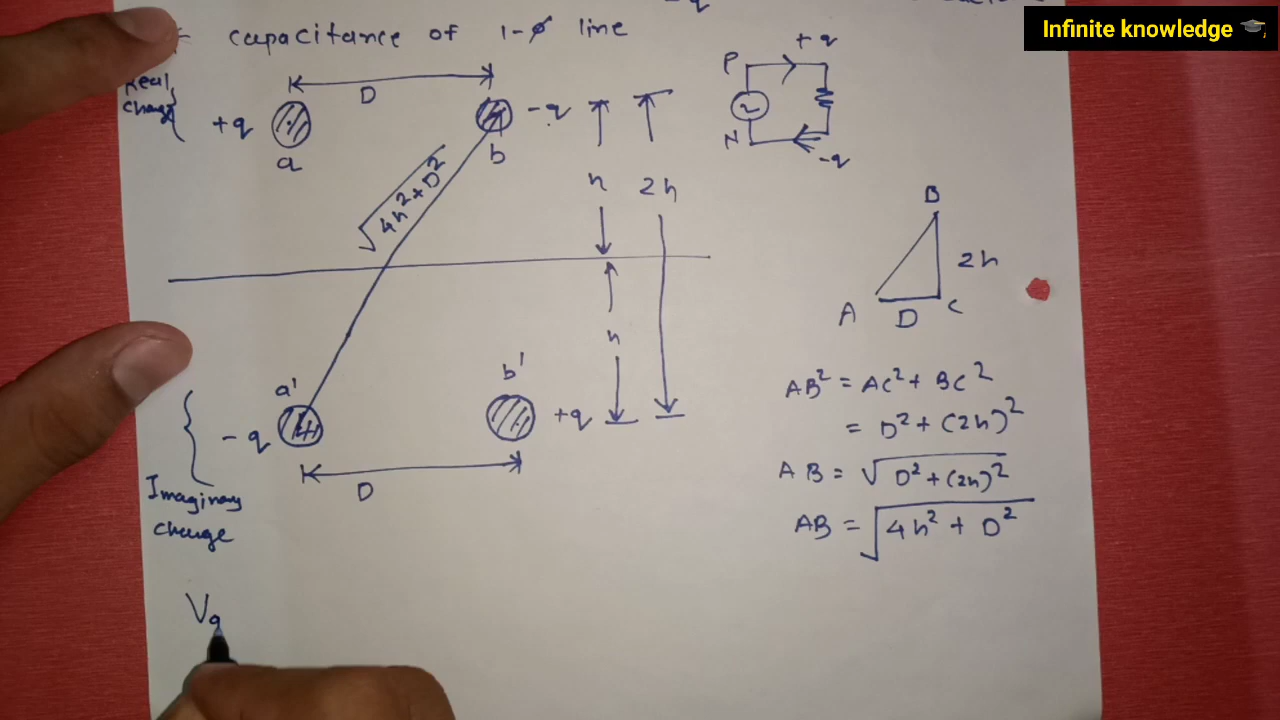 Infinite knowledge 🎓
capacitance of 1-ϕ line
Real
charge
D
+q
a
b
-q
√4h²+D²
h
2h
h
P
+q
N
-q
B
2h
A
D
C
a'
b'
-q
+q
D
Imaginary
charge
AB² = AC² + BC²
= D² + (2h)²
AB = √D² + (2h)²
AB = √4h² + D²
Va